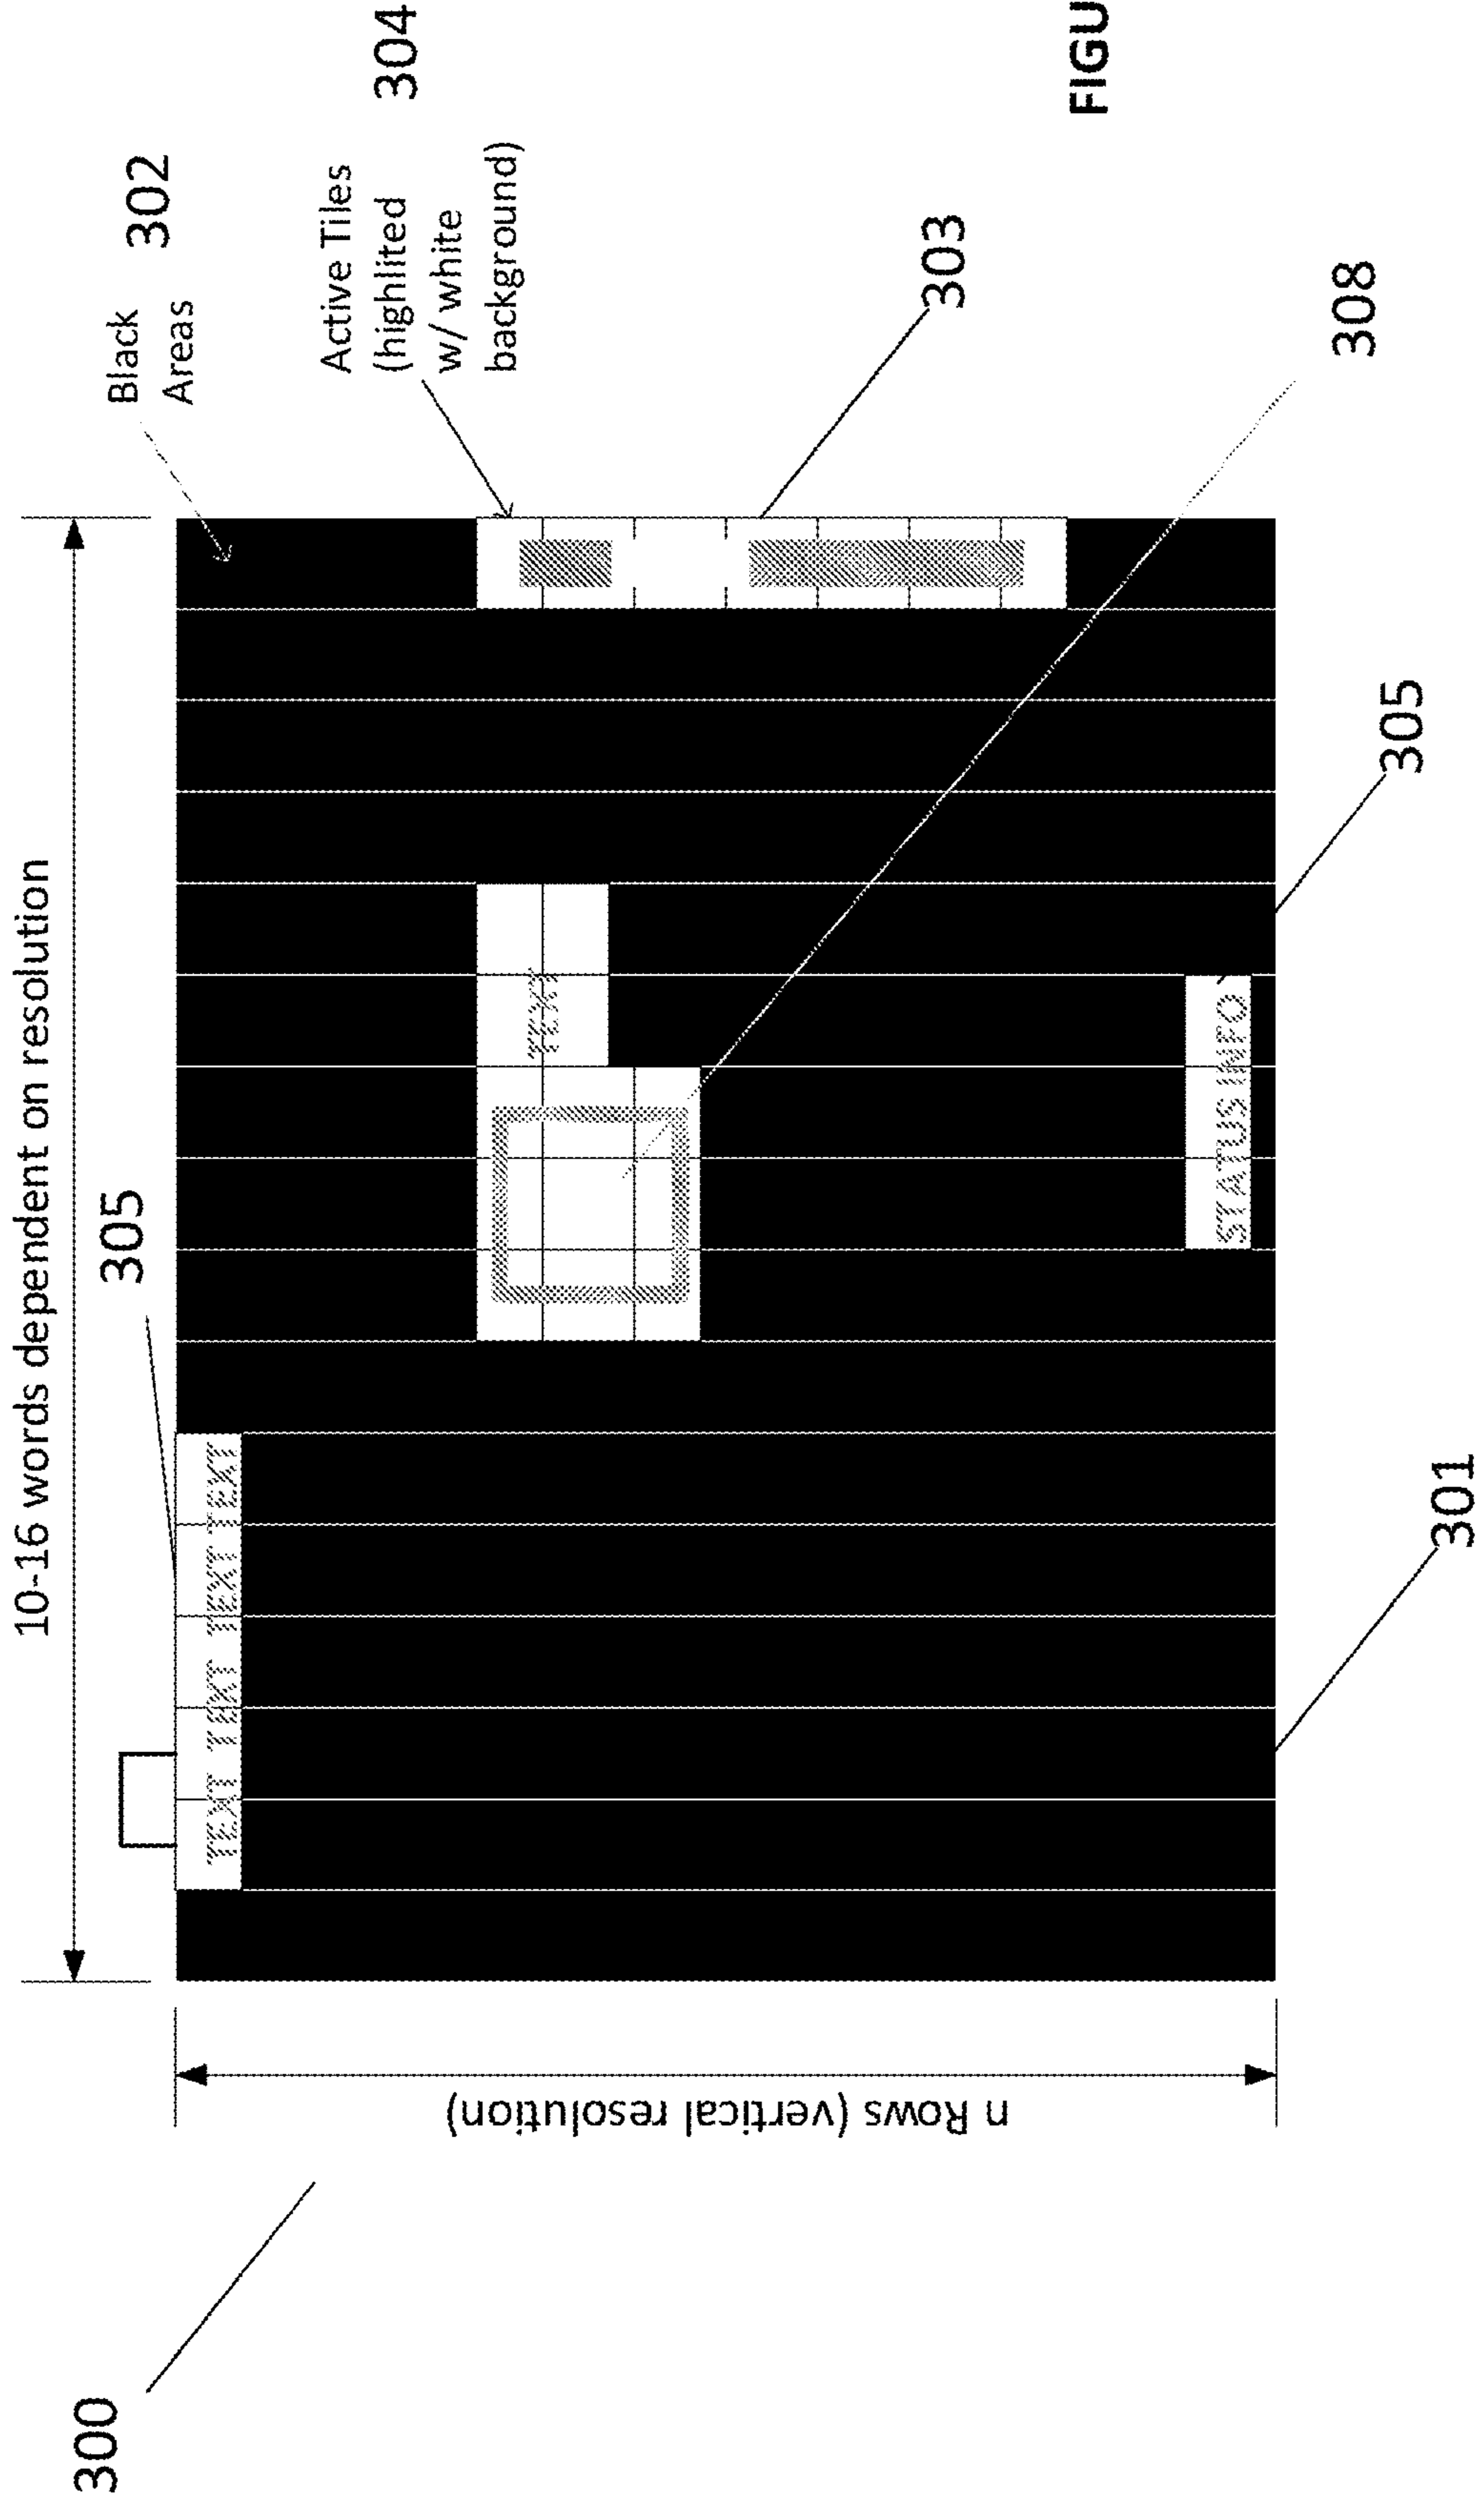 10-16 words dependent on resolution
300
305
Black
Areas
302
Active Tiles
(highlited
w/ white
background)
304
n Rows (vertical resolution)
TEXT TEXT TEXT TEXT
TEXT
303
STATUS INFO
308
301
305
FIGU